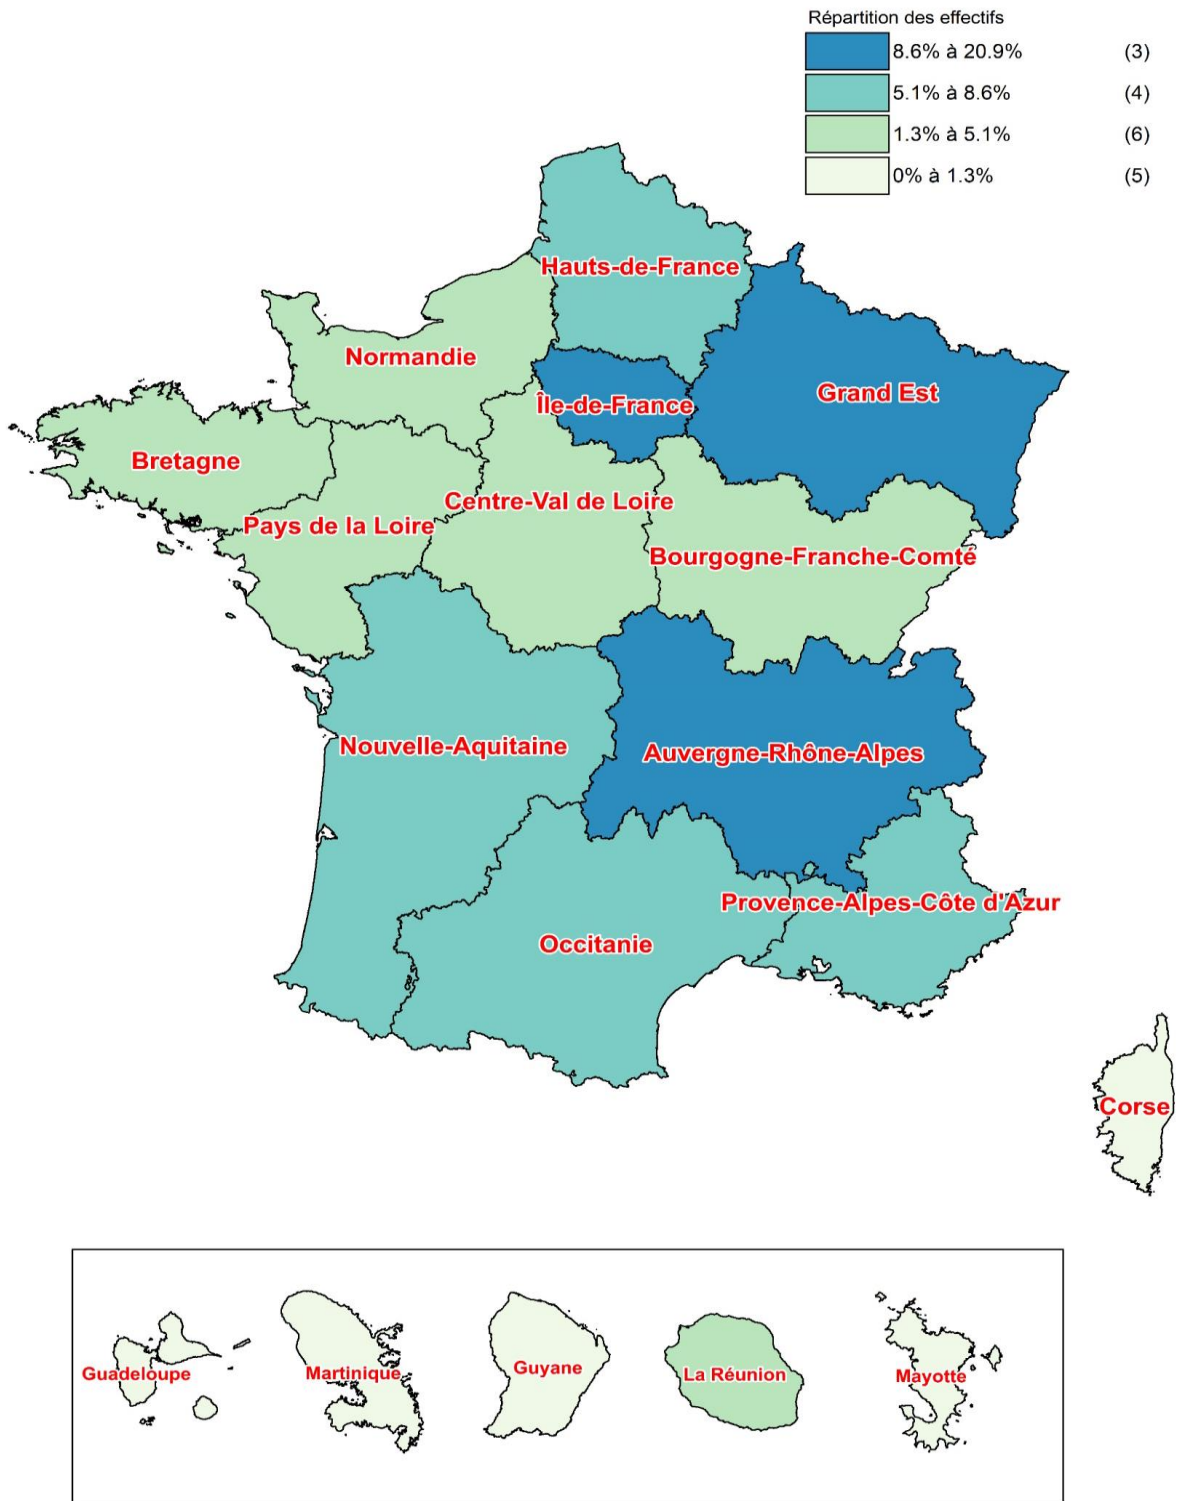 Répartition des effectifs
8.6% à 20.9% (3)
5.1% à 8.6% (4)
1.3% à 5.1% (6)
0% à 1.3% (5)
Hauts-de-France
Normandie
Grand Est
Île-de-France
Bretagne
Centre-Val de Loire
Pays de la Loire
Bourgogne-Franche-Comté
Nouvelle-Aquitaine
Auvergne-Rhône-Alpes
Provence-Alpes-Côte d'Azur
Occitanie
Corse
Guadeloupe
Martinique
Guyane
La Réunion
Mayotte